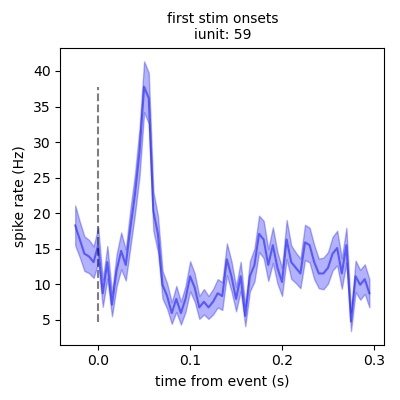 first stim onsets
iunit: 59
40
35
30
25
20
15
10
5
spike rate (Hz)
0.0 0.1 0.2 0.3
time from event (s)